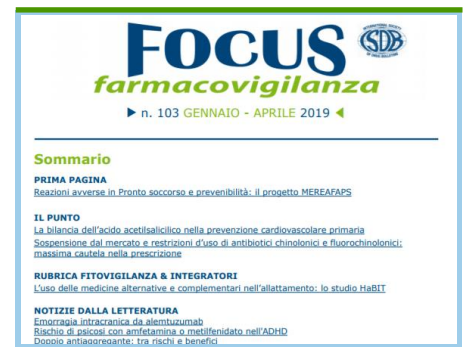 FOCUS
ISDB
farmacovigilanza
n. 103 GENNAIO - APRILE 2019
Sommario
PRIMA PAGINA
Reazioni avverse in Pronto soccorso e prevenibilità: il progetto MEREAFAPS
IL PUNTO
La bilancia dell'acido acetilsalicilico nella prevenzione cardiovascolare primaria
Sospensione dal mercato e restrizioni d'uso di antibiotici chinolonici e fluorochinolonici:
massima cautela nella prescrizione
RUBRICA FITOVIGILANZA & INTEGRATORI
L'uso delle medicine alternative e complementari nell'allattamento: lo studio HaBIT
NOTIZIE DALLA LETTERATURA
Emorragia intracranica da alemtuzumab
Rischio di psicosi con amfetamina o metilfenidato nell'ADHD
Doppio antiaggregante: tra rischi e benefici